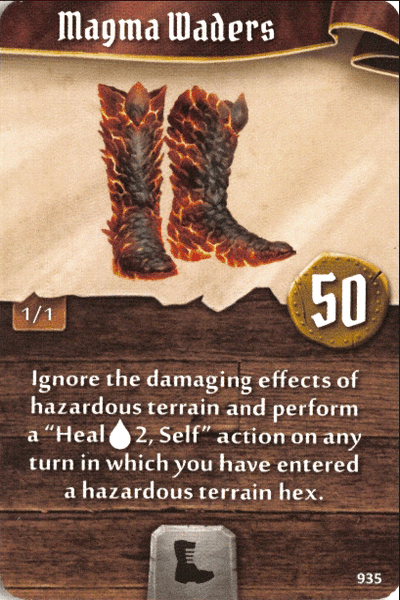 Magma Waders
50
1/1
Ignore the damaging effects of
hazardous terrain and perform
a “Heal 2, Self” action on any
turn in which you have entered
a hazardous terrain hex.
935